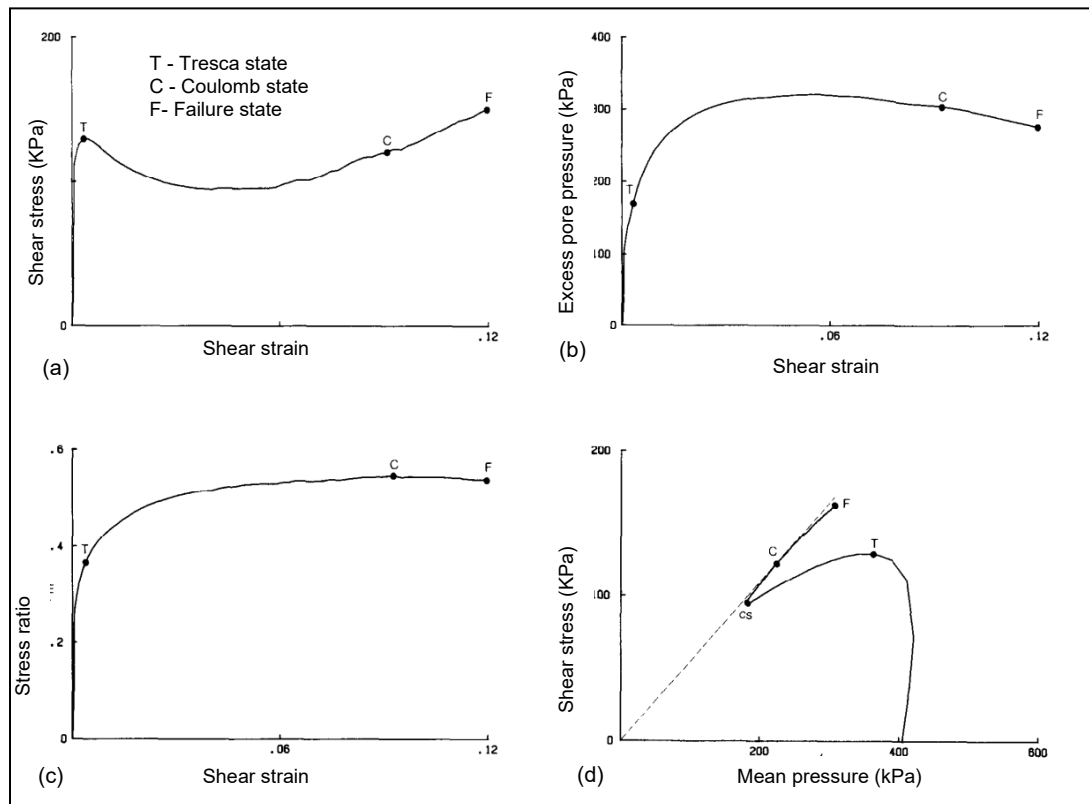 200
T - Tresca state
C - Coulomb state
F- Failure state
T
C
F
Shear stress (KPa)
0
.06
.12
Shear strain
(a)
400
300
200
100
0
T
C
F
Excess pore pressure (kPa)
.06
.12
Shear strain
(b)
.6
.4
.2
0
T
C
F
Stress ratio
.06
.12
Shear strain
(c)
200
100
0
F
C
T
CS
Shear stress (KPa)
200
400
600
Mean pressure (kPa)
(d)